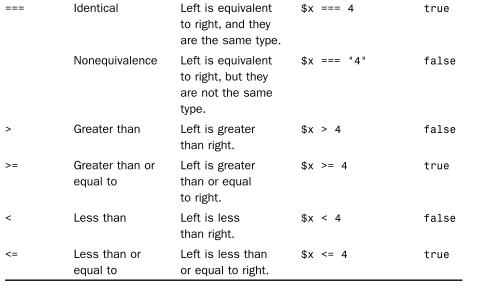 === Identical Left is equivalent $x === 4 true
to right, and they
are the same type.
Nonequivalence Left is equivalent $x === "4" false
to right, but they
are not the same
type.
> Greater than Left is greater $x > 4 false
than right.
>= Greater than or Left is greater $x >= 4 true
equal to than or equal
to right.
< Less than Left is less $x < 4 false
than right.
<= Less than or Left is less than $x <= 4 true
equal to or equal to right.